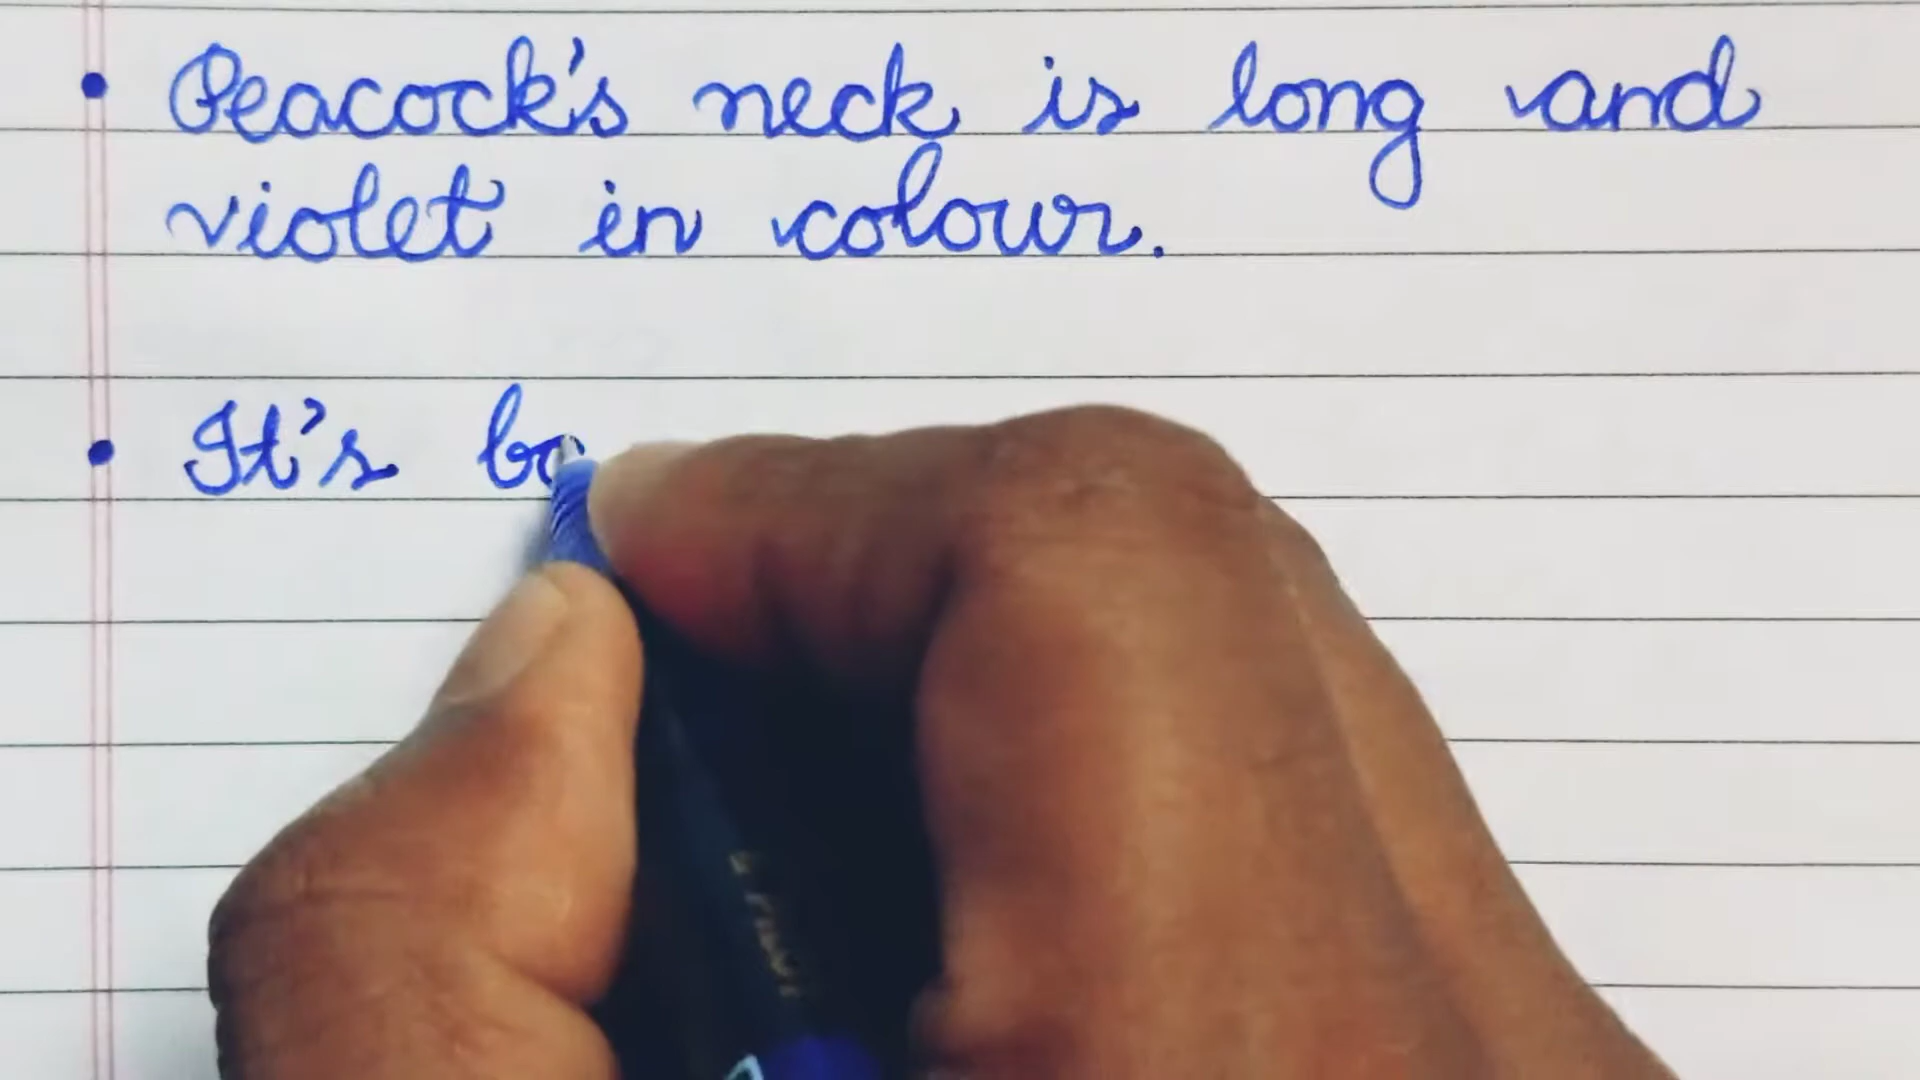 • Peacock's neck is long and
violet in colour.
• It's